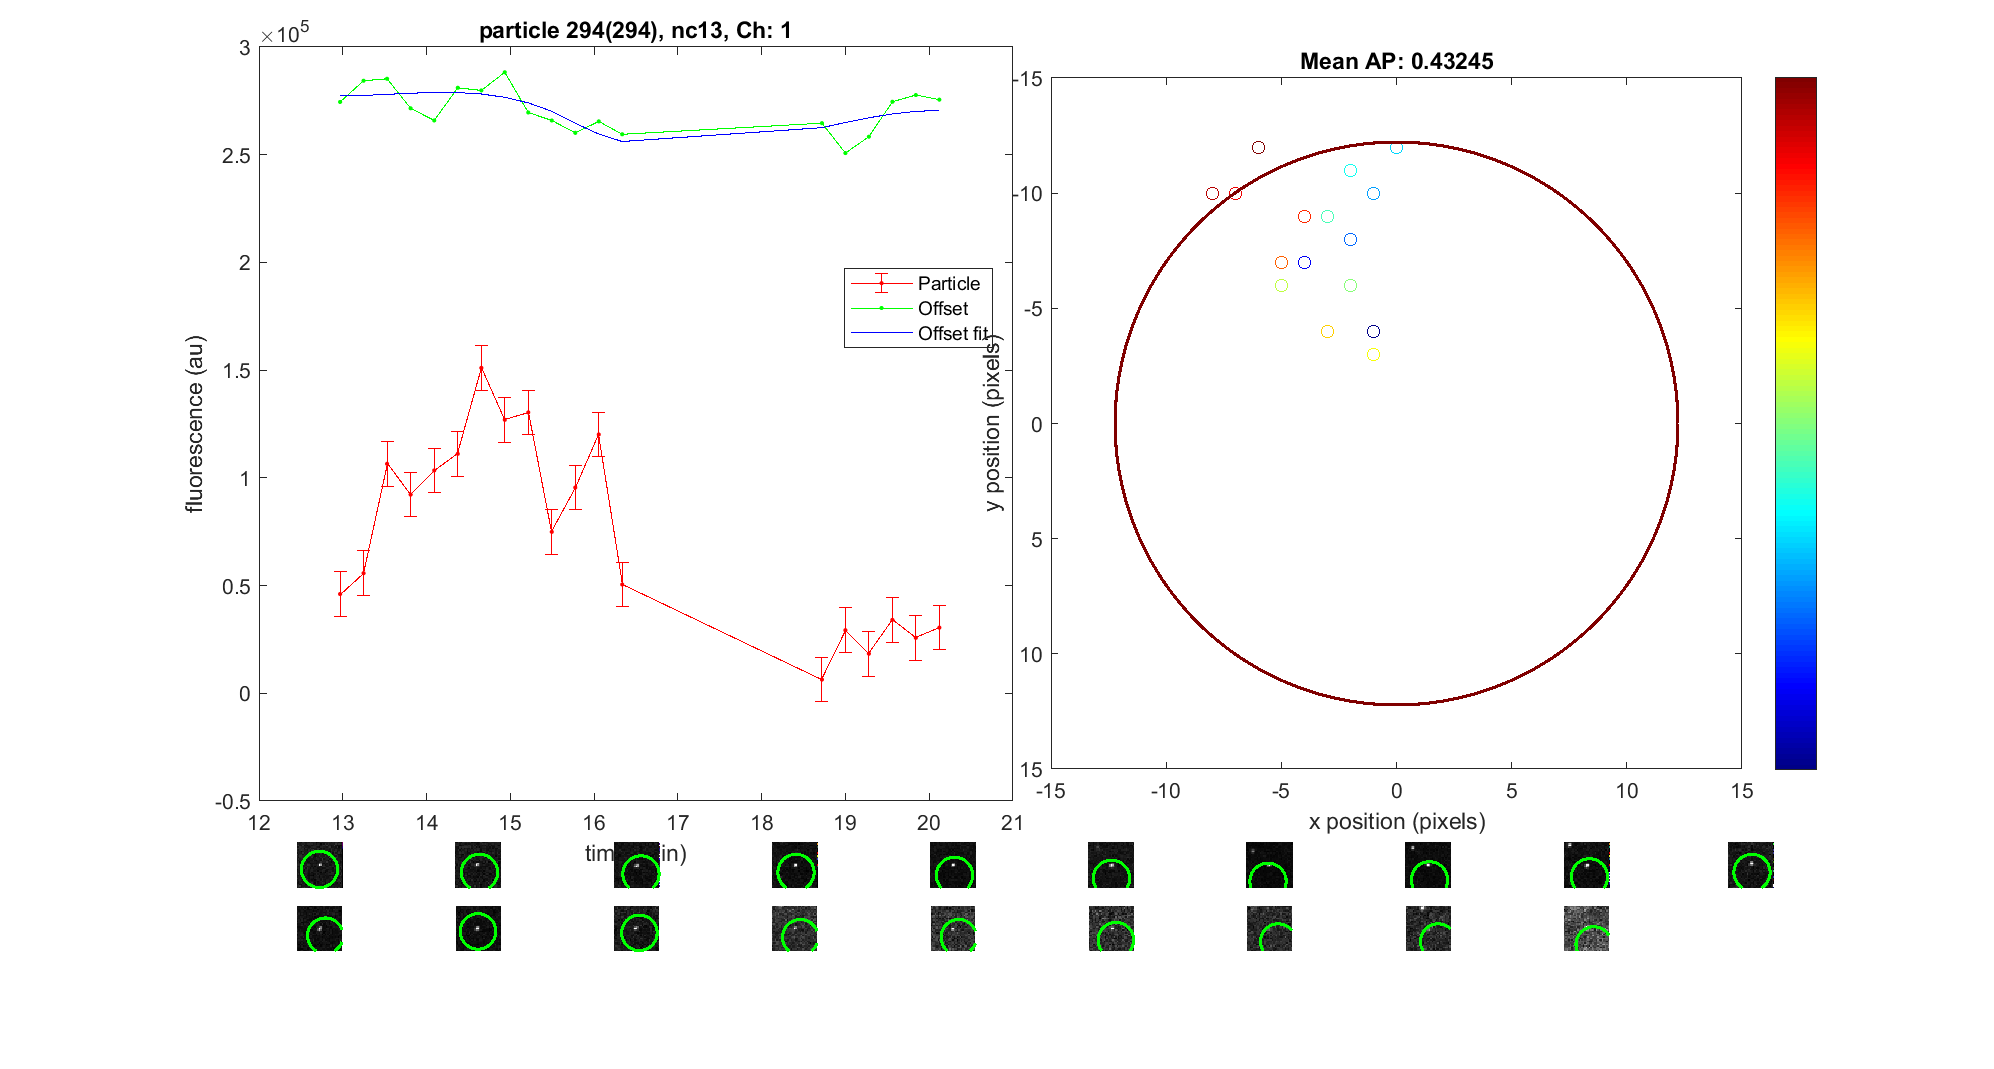 particle 294(294), nc13, Ch: 1
×10^5
3
2.5
2
1.5
1
0.5
0
-0.5
fluorescence (au)
12 13 14 15 16 17 18 19 20 21
Particle
Offset
Offset fit
Mean AP: 0.43245
-15
-10
-5
0
5
10
15
y position (pixels)
-15 -10 -5 0 5 10 15
x position (pixels)